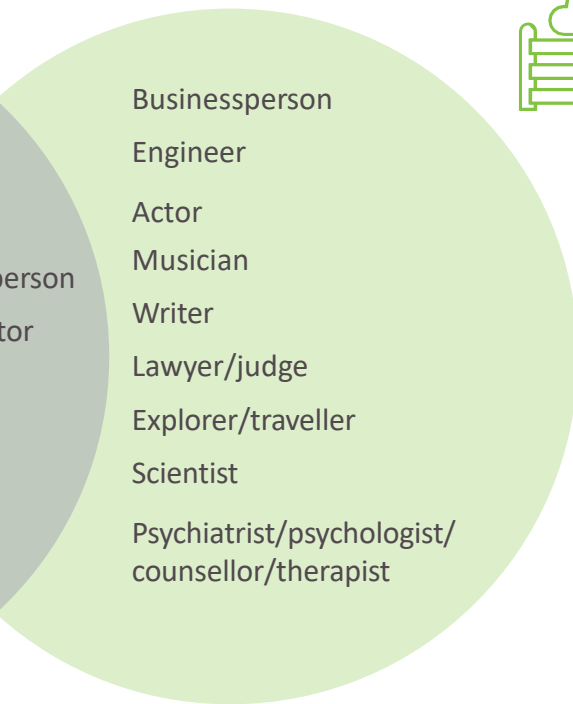 Businessperson
Engineer
Actor
Musician
Writer
Lawyer/judge
Explorer/traveller
Scientist
Psychiatrist/psychologist/
counsellor/therapist